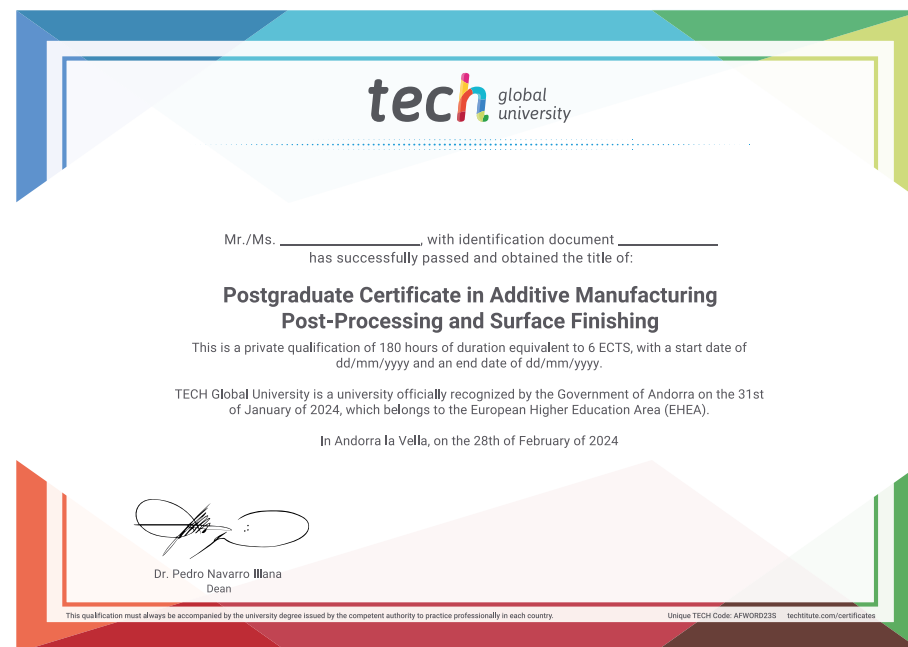 tech global university
Mr./Ms. ____________________, with identification document ______________
has successfully passed and obtained the title of:
Postgraduate Certificate in Additive Manufacturing
Post-Processing and Surface Finishing
This is a private qualification of 180 hours of duration equivalent to 6 ECTS, with a start date of
dd/mm/yyyy and an end date of dd/mm/yyyy.
TECH Global University is a university officially recognized by the Government of Andorra on the 31st
of January of 2024, which belongs to the European Higher Education Area (EHEA).
In Andorra la Vella, on the 28th of February of 2024
Dr. Pedro Navarro Illana
Dean
This qualification must always be accompanied by the university degree issued by the competent authority to practice professionally in each country.
Unique TECH Code: AFWORD23S techtitute.com/certificates